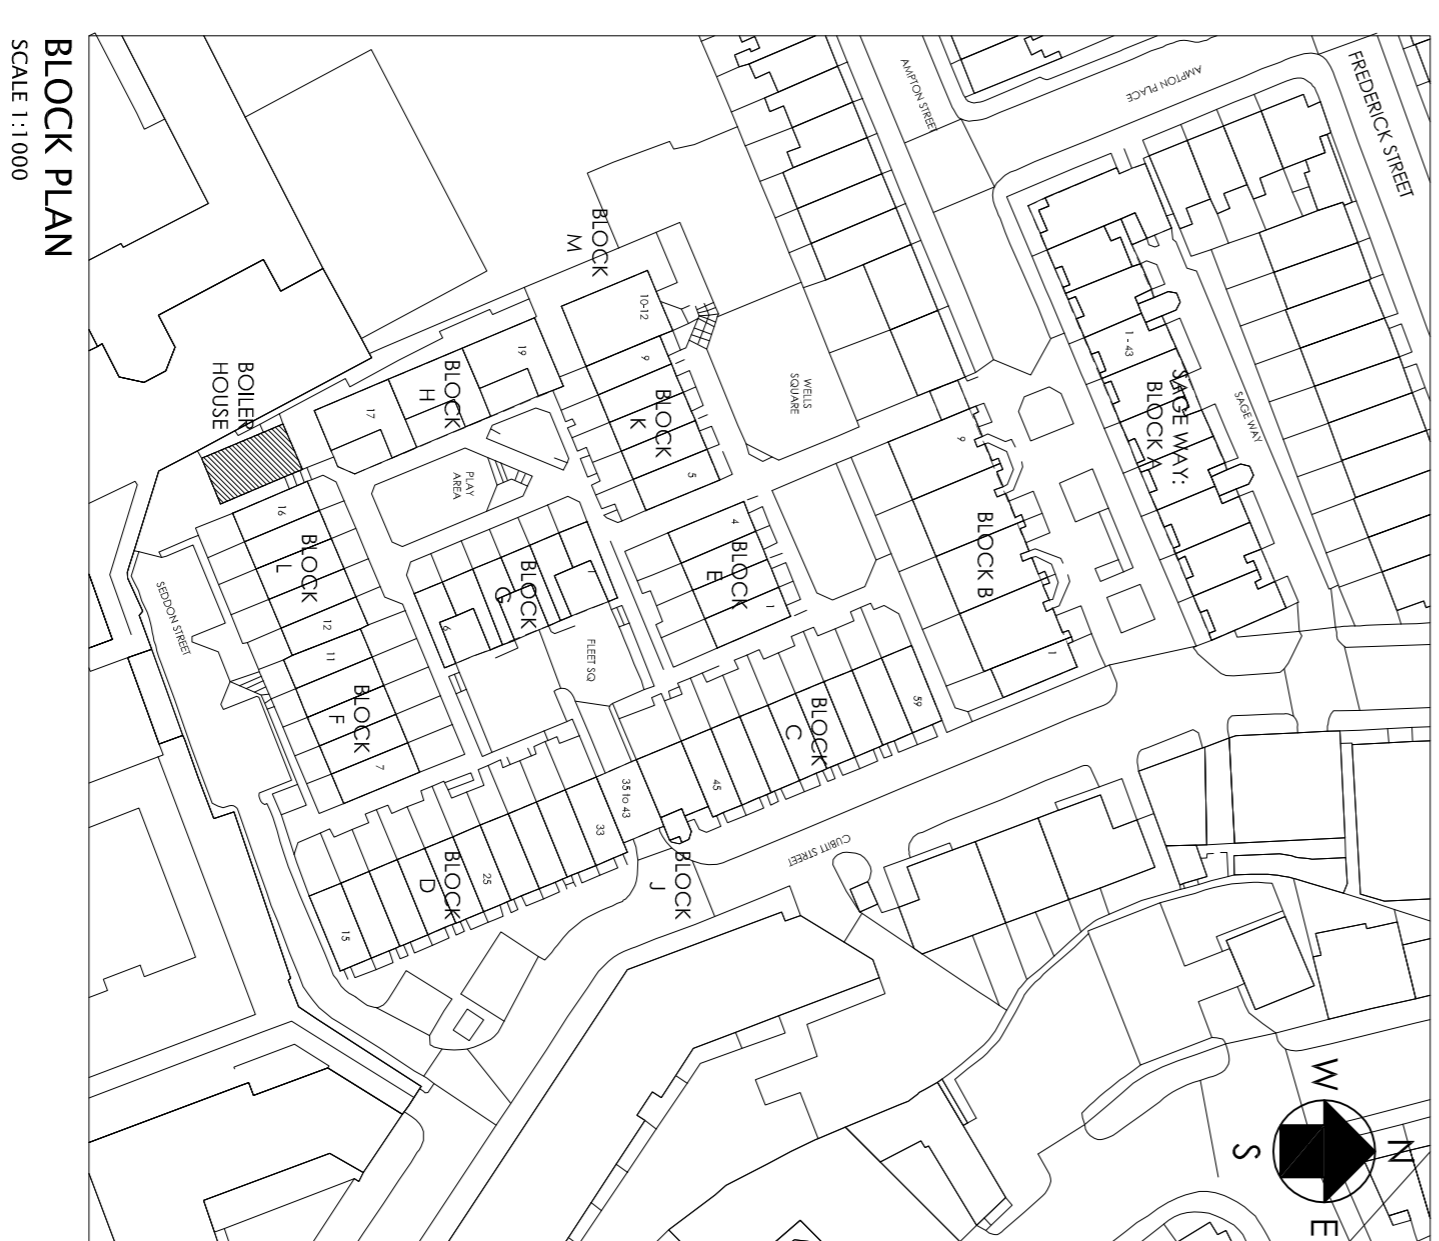 BLOCK PLAN
SCALE 1:1000
FREDERICK STREET
AMPTON PLACE
AMPTON STREET
SAGE WAY
SAGE WAY:
BLOCK A
1 - 43
BLOCK B
9
1
WELLS
SQUARE
BLOCK
M
10-12
9
BLOCK
K
5
4
BLOCK
E
1
59
BLOCK
C
45
35 to 43
BLOCK
J
CUBITT STREET
19
BLOCK
H
17
PLAY
AREA
BOILER
HOUSE
BLOCK
G
6
FLEET SQ
33
25
BLOCK
D
15
16
BLOCK
L
12
11
BLOCK
F
7
SEDDON STREET
N
W
E
S